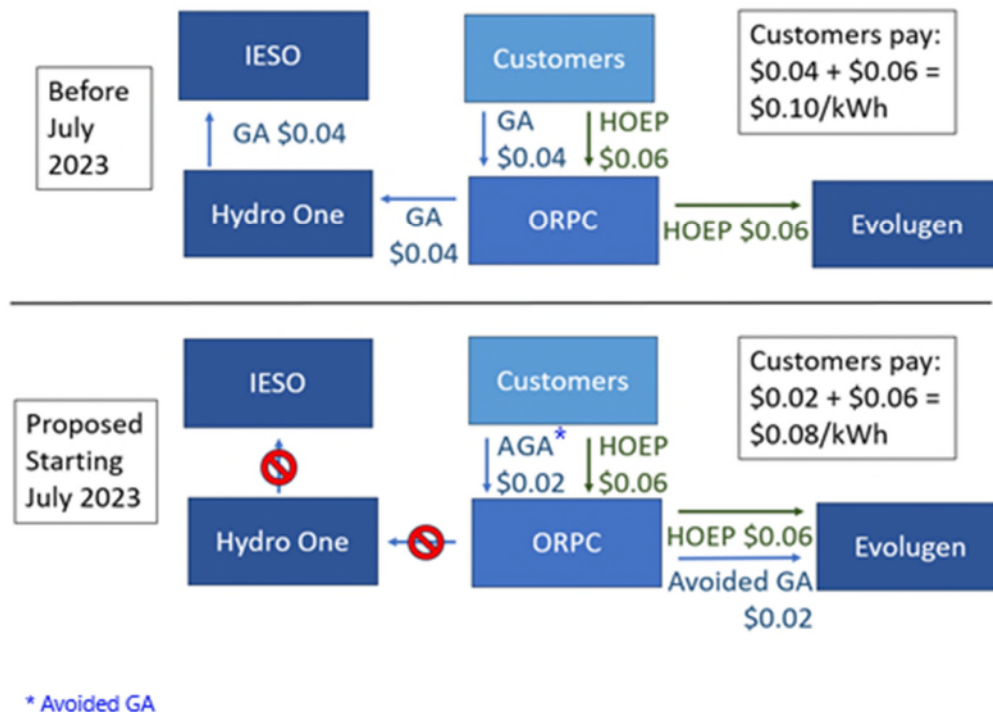 IESO
Customers
Customers pay:
$0.04 + $0.06 =
$0.10/kWh
Before
July
2023
GA $0.04
GA
$0.04
HOEP
$0.06
Hydro One
GA
$0.04
ORPC
HOEP $0.06
Evolugen
IESO
Customers
Customers pay:
$0.02 + $0.06 =
$0.08/kWh
Proposed
Starting
July 2023
AGA*
$0.02
HOEP
$0.06
Hydro One
ORPC
HOEP $0.06
Avoided GA
$0.02
Evolugen
* Avoided GA